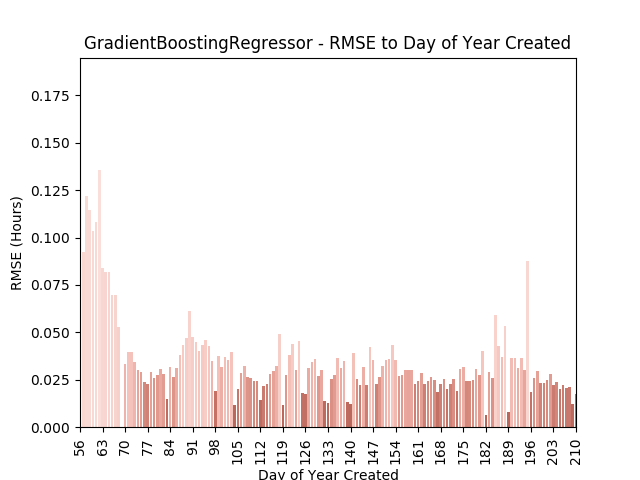 GradientBoostingRegressor - RMSE to Day of Year Created
RMSE (Hours)
0.175
0.150
0.125
0.100
0.075
0.050
0.025
0.000
56 63 70 77 84 91 98 105 112 119 126 133 140 147 154 161 168 175 182 189 196 203 210
Day of Year Created